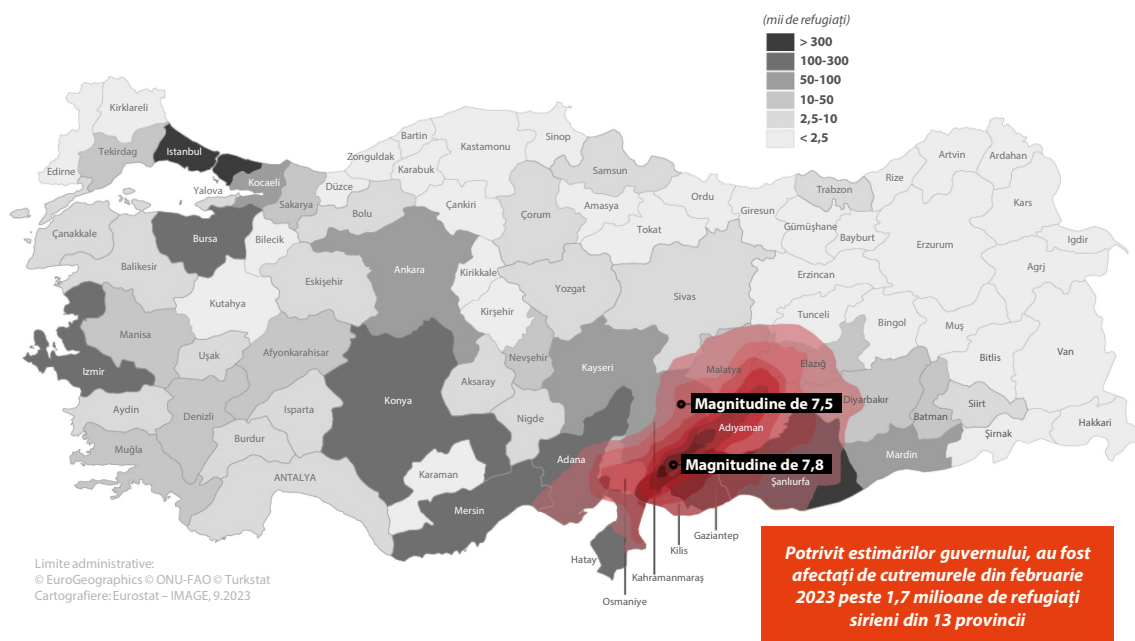 (mii de refugiați)
> 300
100-300
50-100
10-50
2,5-10
< 2,5
Kirklareli
Edirne
Tekirdag
Istanbul
Yalova
Kocaeli
Sakarya
Düzce
Zonguldak
Bartin
Karabuk
Kastamonu
Sinop
Samsun
Ordu
Giresun
Trabzon
Rize
Artvin
Ardahan
Kars
Igdir
Agrj
Çanakkale
Balikesir
Bursa
Bilecik
Bolu
Çankiri
Çorum
Amasya
Tokat
Gümüşhane
Bayburt
Erzurum
Erzincan
Kutahya
Eskişehir
Ankara
Kirikkale
Kirşehir
Yozgat
Sivas
Tunceli
Bingol
Muş
Bitlis
Van
Izmir
Manisa
Uşak
Afyonkarahisar
Konya
Aksaray
Nevşehir
Kayseri
Malatya
Elazığ
Diyarbakır
Batman
Siirt
Şirnak
Hakkari
Aydin
Denizli
Isparta
Burdur
Muğla
ANTALYA
Karaman
Nigde
Mersin
Adana
Magnitudine de 7,5
Adıyaman
Magnitudine de 7,8
Şanlıurfa
Mardin
Hatay
Osmaniye
Kahramanmaraş
Kilis
Gaziantep
Limite administrative:
© EuroGeographics © ONU-FAO © Turkstat
Cartografiere: Eurostat – IMAGE, 9.2023
Potrivit estimărilor guvernului, au fost
afectați de cutremurele din februarie
2023 peste 1,7 milioane de refugiați
sirieni din 13 provincii